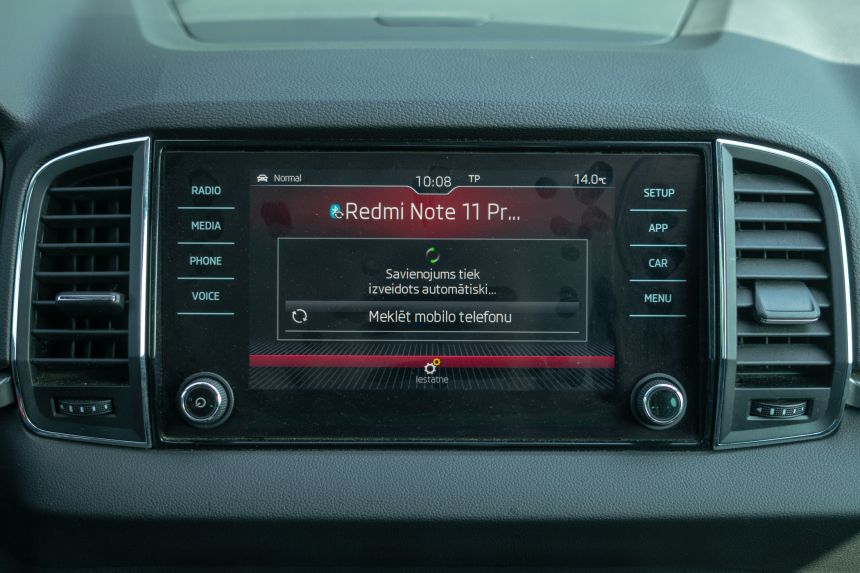 RADIO
MEDIA
PHONE
VOICE
Normal
10:08
TP
14.0°C
Redmi Note 11 Pr...
Savienojums tiek
izveidots automātiski...
Meklēt mobilo telefonu
Iestatne
SETUP
APP
CAR
MENU